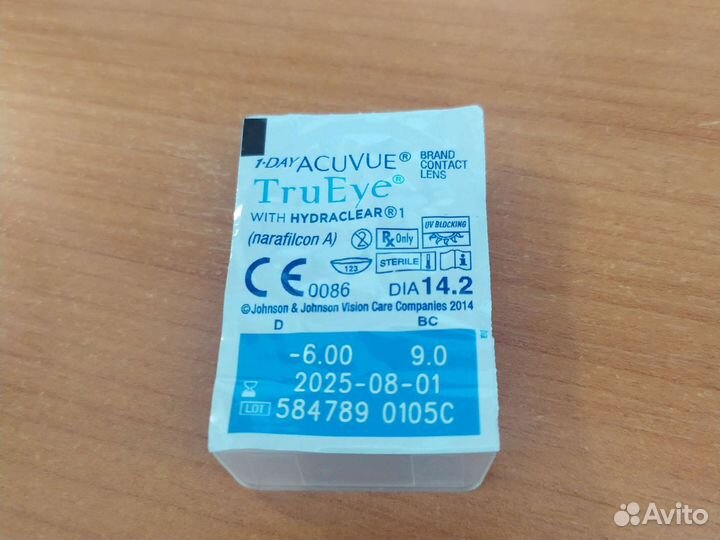 1·DAY ACUVUE® BRAND CONTACT LENS
TruEye®
WITH HYDRACLEAR®1
UV BLOCKING
(narafilcon A) 2 Rx Only
123 STERILE i
CE 0086 DIA 14.2
©Johnson & Johnson Vision Care Companies 2014
D BC
-6.00 9.0
2025-08-01
LOT 584789 0105C
Avito